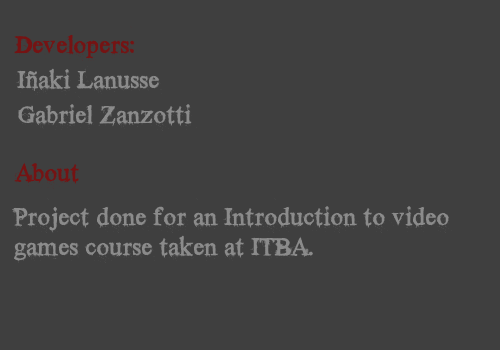 Developers:
Iñaki Lanusse
Gabriel Zanzotti
About
Project done for an Introduction to video
games course taken at ITBA.